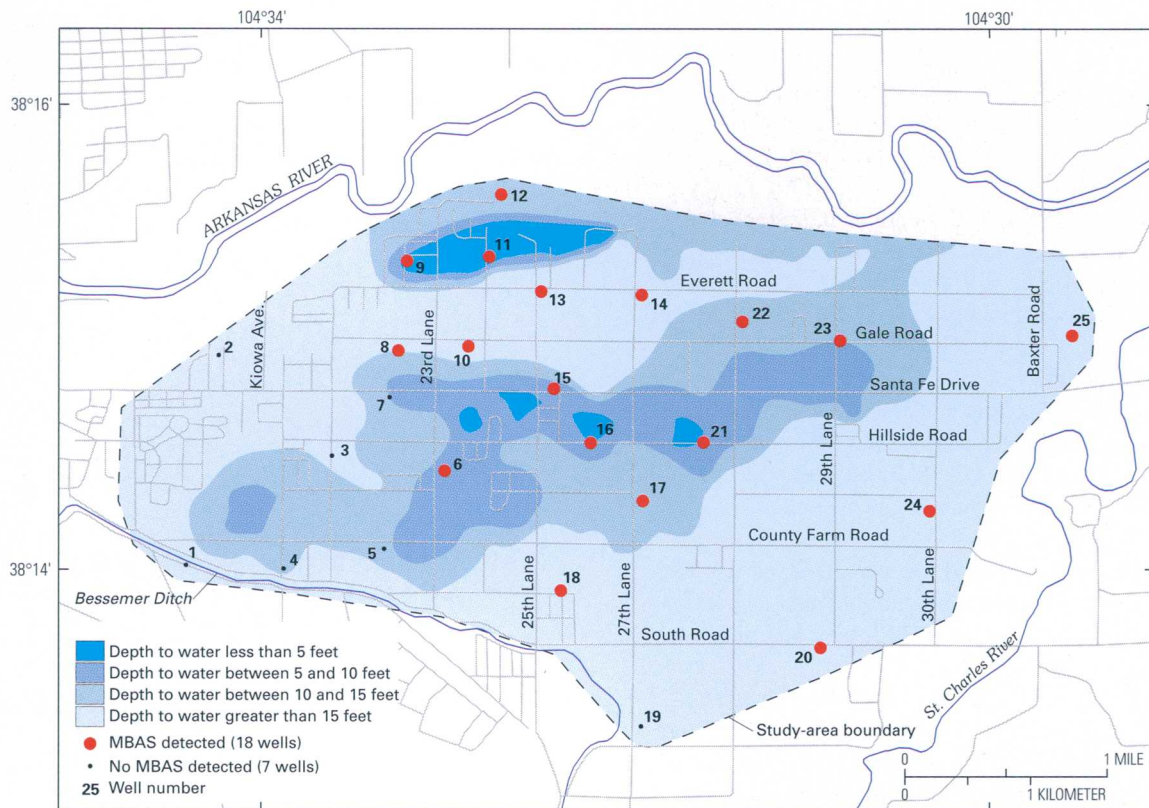 104°34'
104°30'
38°16'
ARKANSAS RIVER
12
11
9
Everett Road
13
14
Kiowa Ave.
23rd Lane
Baxter Road
22
23
Gale Road
25
2
8
10
15
Santa Fe Drive
7
16
21
Hillside Road
29th Lane
3
6
17
24
County Farm Road
38°14'
1
4
5
Bessemer Ditch
18
25th Lane
27th Lane
30th Lane
South Road
20
St. Charles River
19
Study-area boundary
Depth to water less than 5 feet
Depth to water between 5 and 10 feet
Depth to water between 10 and 15 feet
Depth to water greater than 15 feet
MBAS detected (18 wells)
No MBAS detected (7 wells)
25 Well number
0 1 MILE
0 1 KILOMETER